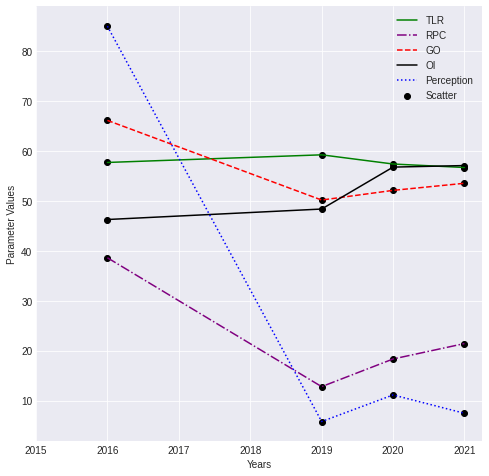 TLR
RPC
GO
OI
Perception
Scatter
80
70
60
50
40
30
20
10
Parameter Values
2015 2016 2017 2018 2019 2020 2021
Years